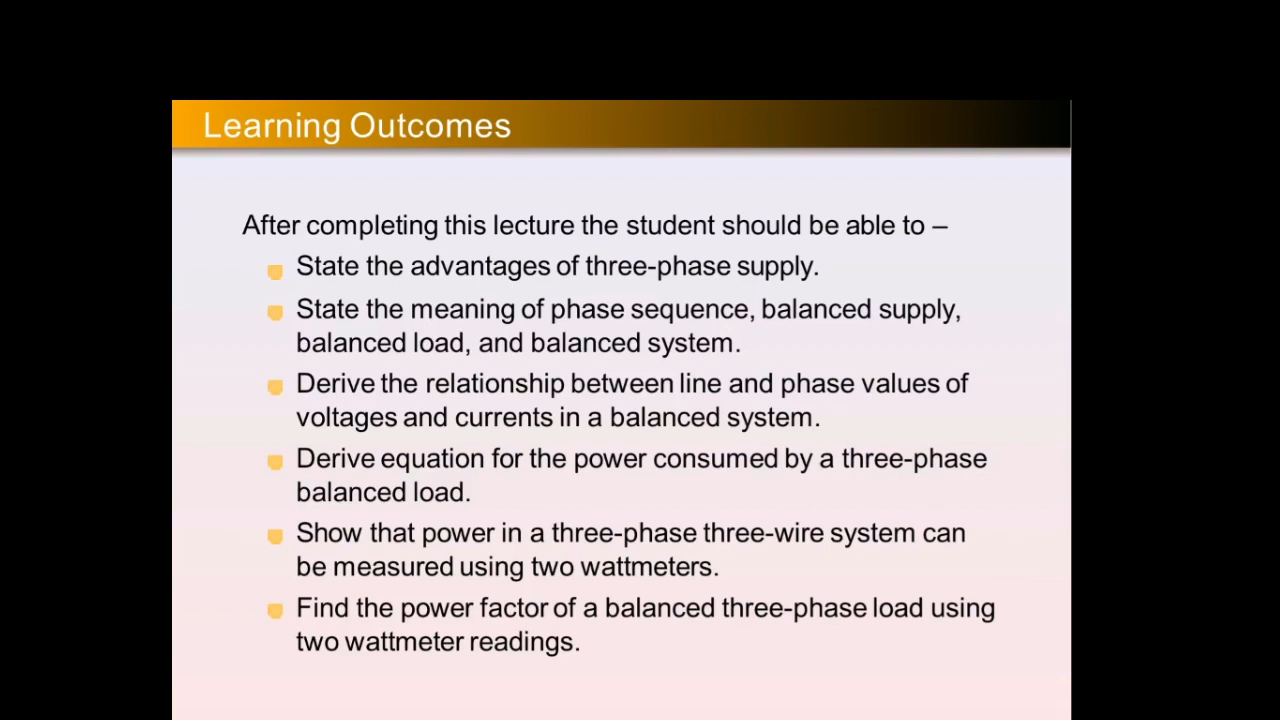 Learning Outcomes
After completing this lecture the student should be able to –
State the advantages of three-phase supply.
State the meaning of phase sequence, balanced supply,
balanced load, and balanced system.
Derive the relationship between line and phase values of
voltages and currents in a balanced system.
Derive equation for the power consumed by a three-phase
balanced load.
Show that power in a three-phase three-wire system can
be measured using two wattmeters.
Find the power factor of a balanced three-phase load using
two wattmeter readings.